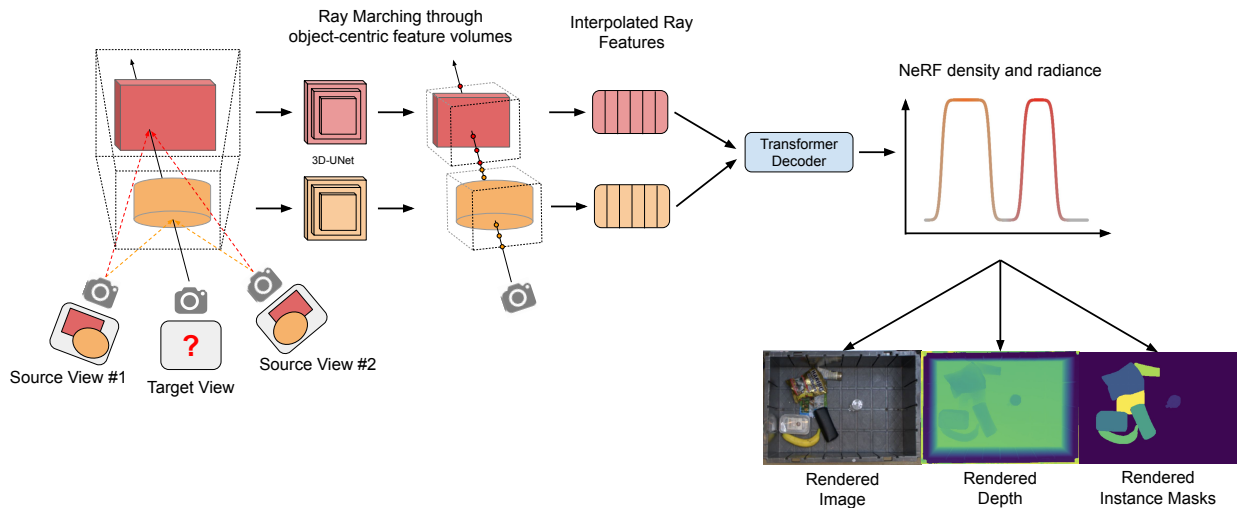 Ray Marching through
object-centric feature volumes
Interpolated Ray
Features
NeRF density and radiance
3D-UNet
Transformer
Decoder
?
Source View #1
Target View
Source View #2
Rendered
Image
Rendered
Depth
Rendered
Instance Masks